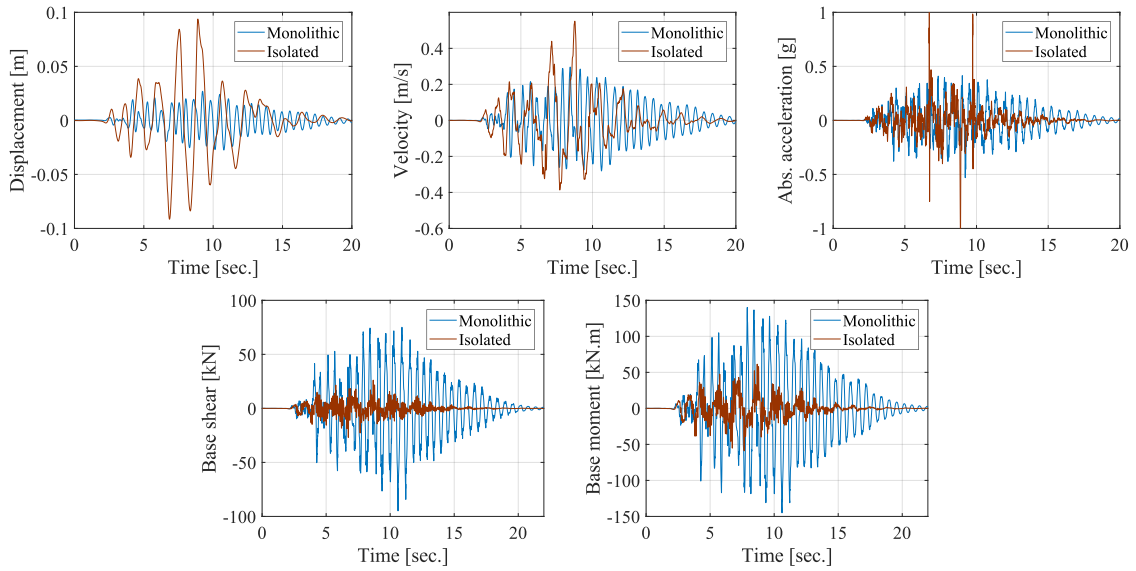 Displacement [m]
0.1
0.05
0
-0.05
-0.1
Monolithic
Isolated
0 5 10 15 20
Time [sec.]
Velocity [m/s]
0.4
0.2
0
-0.2
-0.4
-0.6
Monolithic
Isolated
0 5 10 15 20
Time [sec.]
Abs. acceleration [g]
1
0.5
0
-0.5
-1
Monolithic
Isolated
0 5 10 15 20
Time [sec.]
Base shear [kN]
100
50
0
-50
-100
Monolithic
Isolated
0 5 10 15 20
Time [sec.]
Base moment [kN.m]
150
100
50
0
-50
-100
-150
Monolithic
Isolated
0 5 10 15 20
Time [sec.]